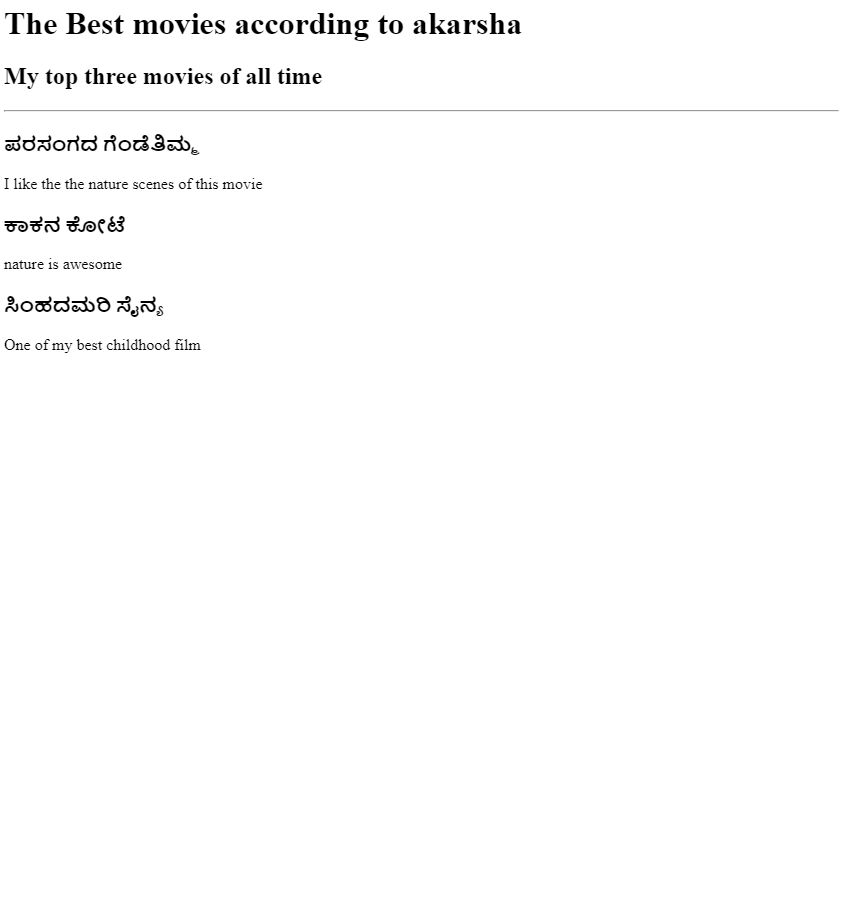 The Best movies according to akarsha
My top three movies of all time
ಪರಸಂಗದ ಗೆಂಡೆತಿಮ್ಮ
I like the the nature scenes of this movie
ಕಾಕನ ಕೋಟೆ
nature is awesome
ಸಿಂಹದಮರಿ ಸೈನ್ಯ
One of my best childhood film